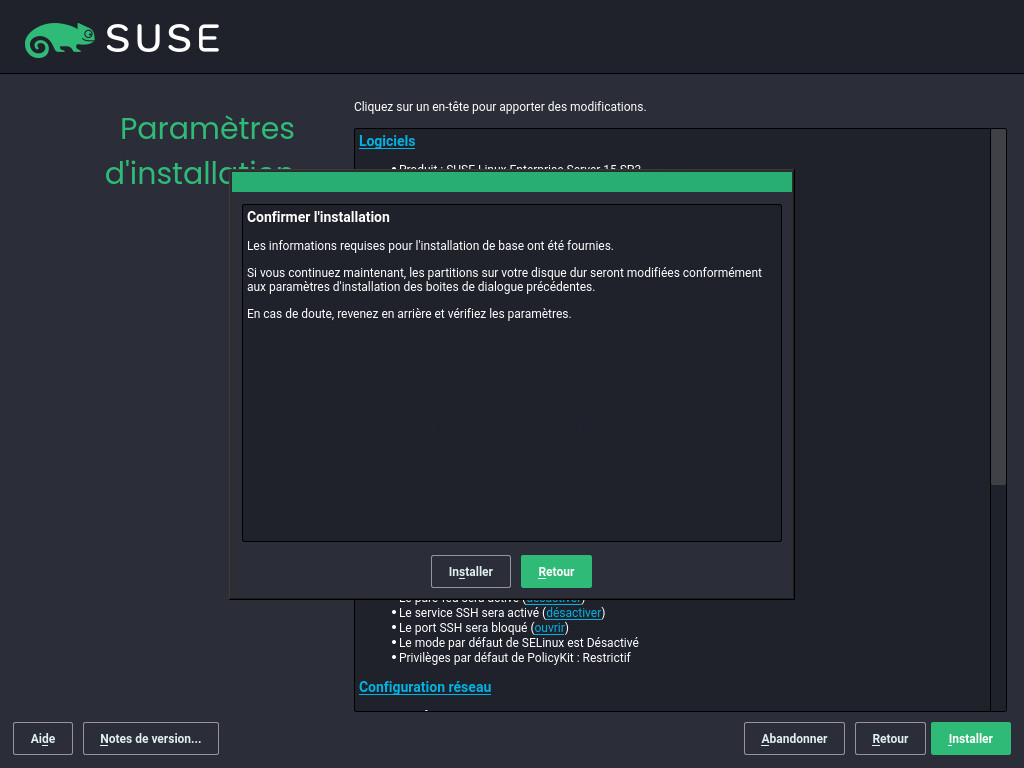 SUSE
Paramètres
d'installation
Cliquez sur un en-tête pour apporter des modifications.
Logiciels
• Produit : SUSE Linux Enterprise Server 15 SP2
Confirmer l'installation
Les informations requises pour l'installation de base ont été fournies.
Si vous continuez maintenant, les partitions sur votre disque dur seront modifiées conformément
aux paramètres d'installation des boites de dialogue précédentes.
En cas de doute, revenez en arrière et vérifiez les paramètres.
Installer
Retour
• Le pare-feu sera activé (désactiver)
• Le service SSH sera activé (désactiver)
• Le port SSH sera bloqué (ouvrir)
• Le mode par défaut de SELinux est Désactivé
• Privilèges par défaut de PolicyKit : Restrictif
Configuration réseau
Aide
Notes de version...
Abandonner
Retour
Installer